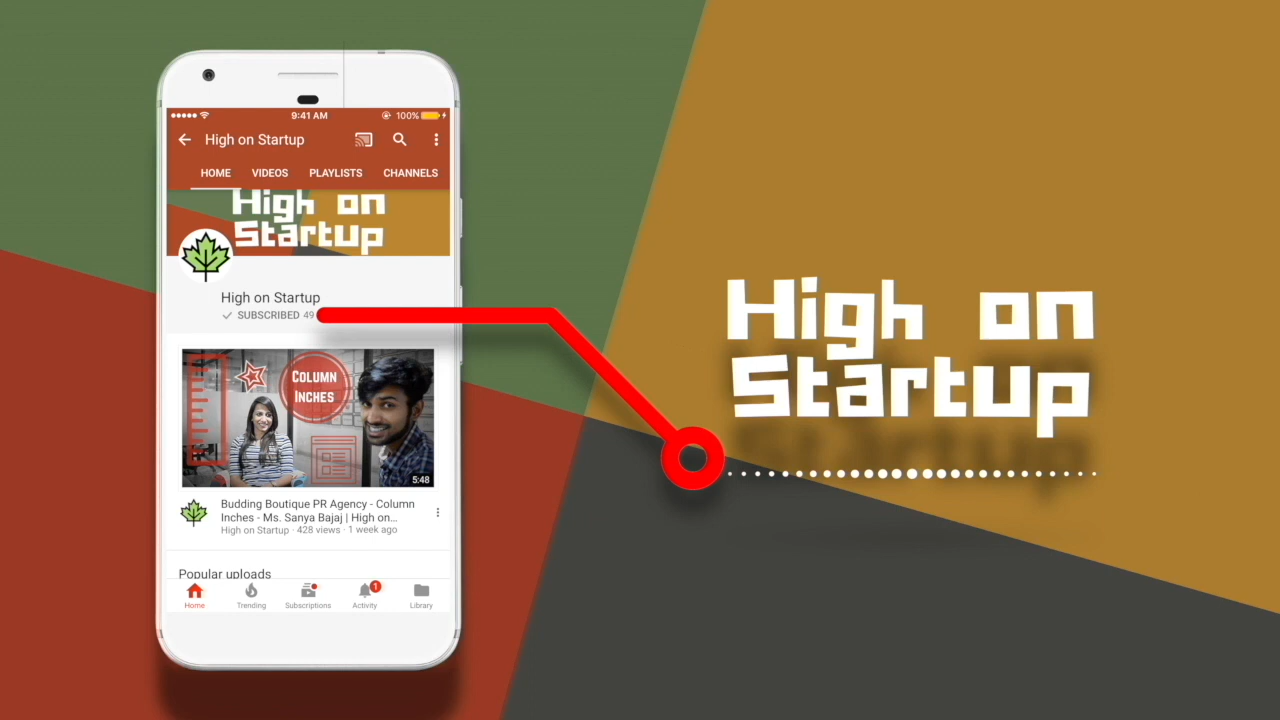 9:41 AM
100%
High on Startup
HOME VIDEOS PLAYLISTS CHANNELS
High on
Startup
High on Startup
SUBSCRIBED 49
COLUMN
INCHES
5:48
Budding Boutique PR Agency - Column
Inches - Ms. Sanya Bajaj | High on...
High on Startup · 428 views · 1 week ago
Popular uploads
1
Home Trending Subscriptions Activity Library
High on
Startup